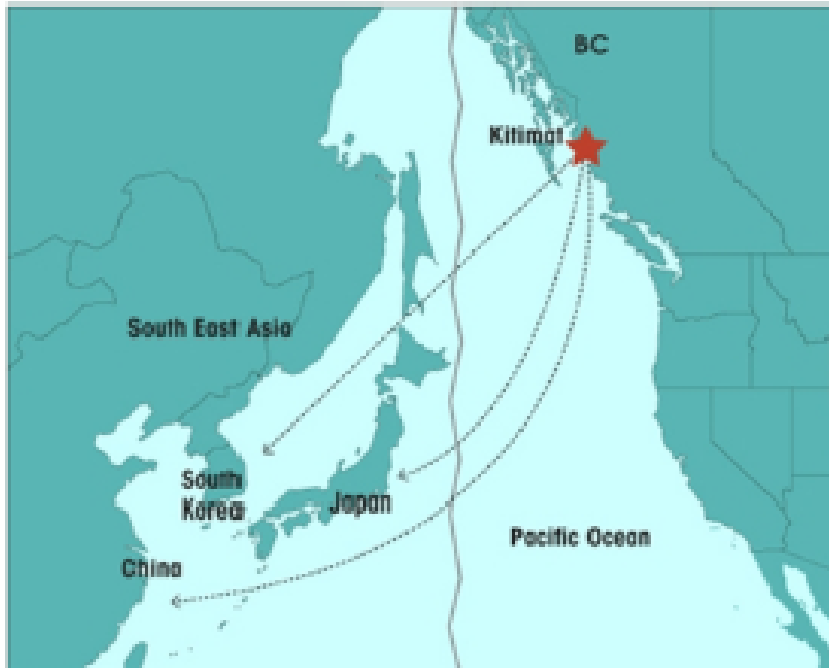 BC
Kitimat
South East Asia
South
Korea
Japan
Pacific Ocean
China